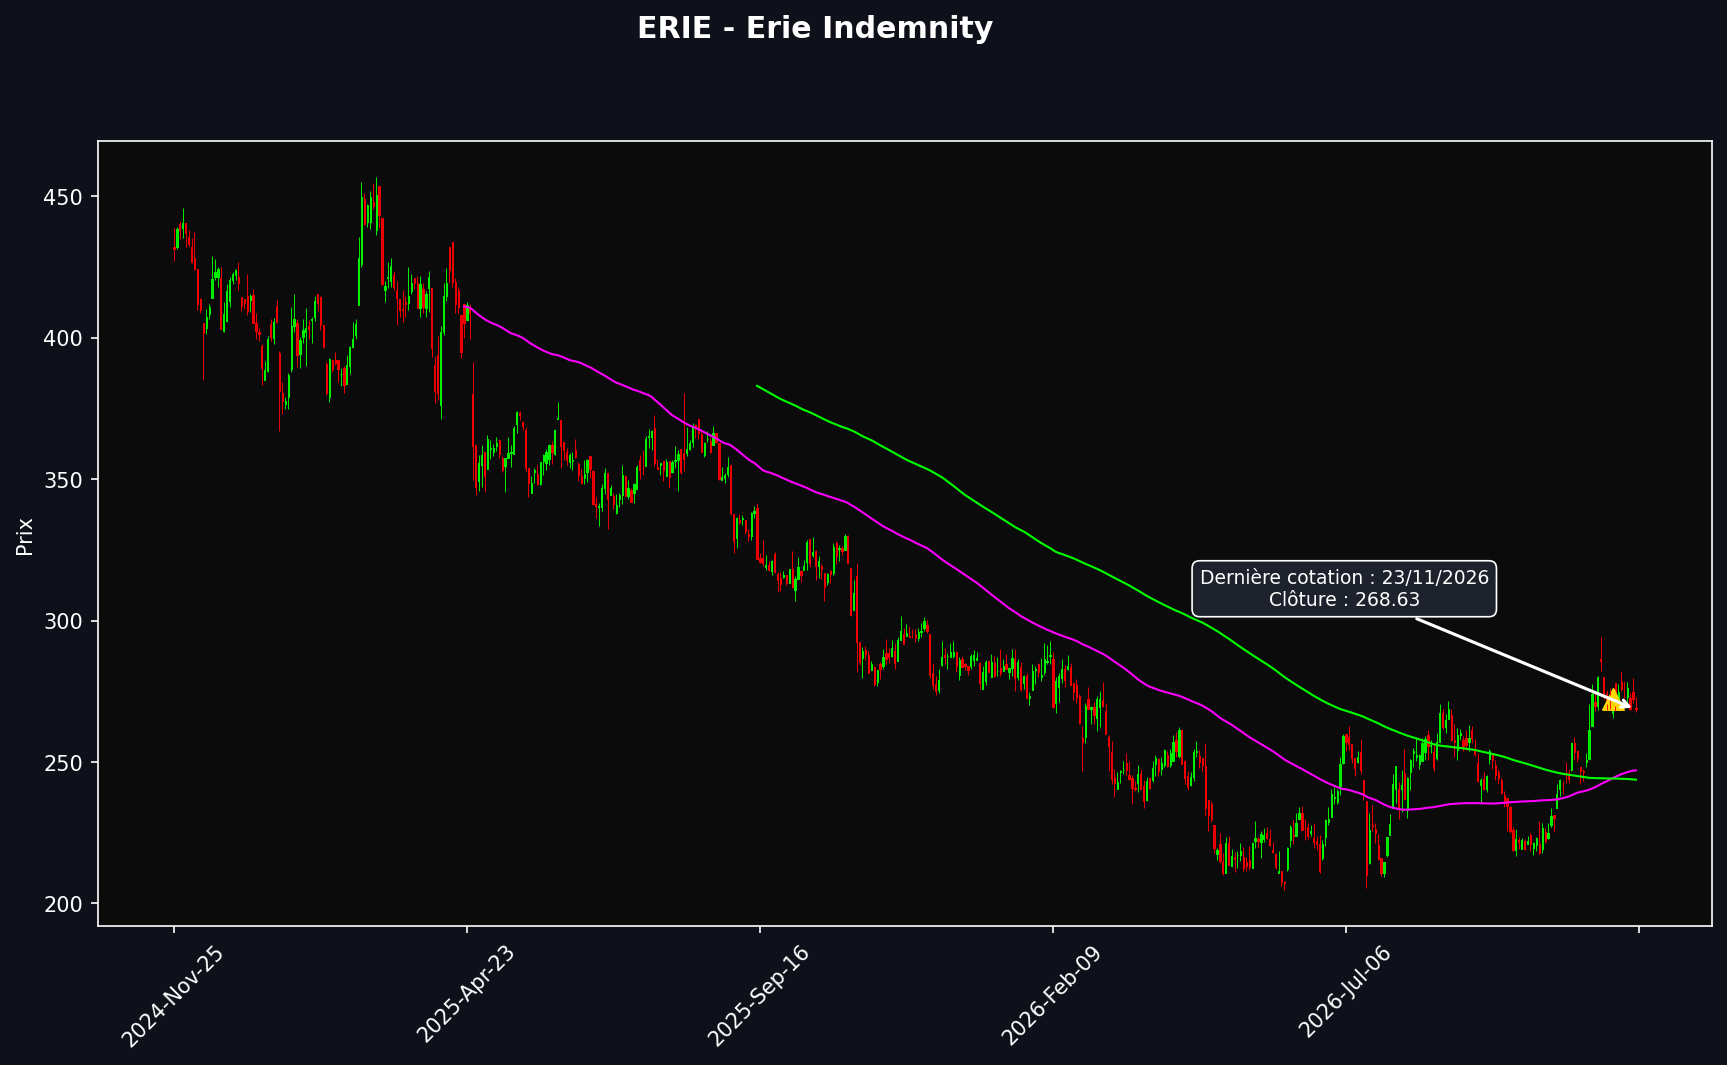 ERIE - Erie Indemnity
Prix
450
400
350
300
250
200
Dernière cotation : 23/11/2026
Clôture : 268.63
2024-Nov-25
2025-Apr-23
2025-Sep-16
2026-Feb-09
2026-Jul-06